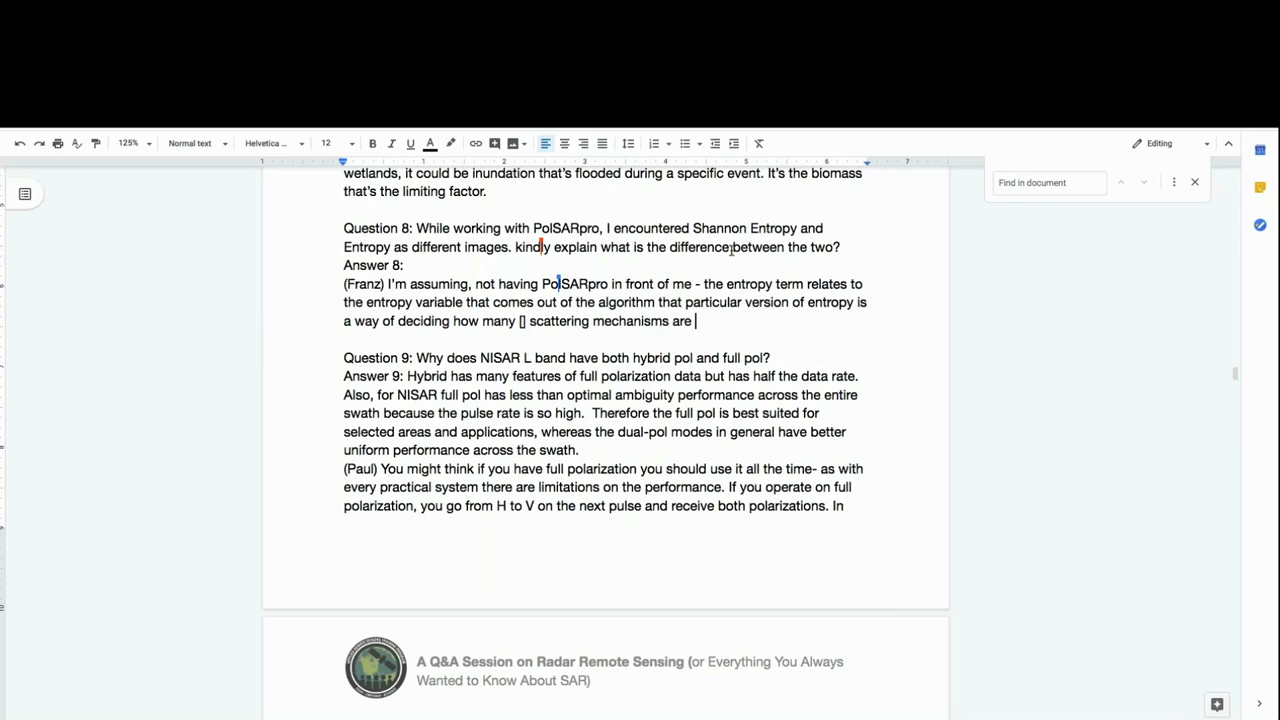 125%
Normal text
Helvetica ...
12
Editing
1 1 2 3 4 5 6 7
Find in document
wetlands, it could be inundation that's flooded during a specific event. It's the biomass
that's the limiting factor.
Question 8: While working with PolSARpro, I encountered Shannon Entropy and
Entropy as different images. kindly explain what is the difference between the two?
Answer 8:
(Franz) I'm assuming, not having PolSARpro in front of me - the entropy term relates to
the entropy variable that comes out of the algorithm that particular version of entropy is
a way of deciding how many [] scattering mechanisms are
Question 9: Why does NISAR L band have both hybrid pol and full pol?
Answer 9: Hybrid has many features of full polarization data but has half the data rate.
Also, for NISAR full pol has less than optimal ambiguity performance across the entire
swath because the pulse rate is so high.  Therefore the full pol is best suited for
selected areas and applications, whereas the dual-pol modes in general have better
uniform performance across the swath.
(Paul) You might think if you have full polarization you should use it all the time- as with
every practical system there are limitations on the performance. If you operate on full
polarization, you go from H to V on the next pulse and receive both polarizations. In
A Q&A Session on Radar Remote Sensing (or Everything You Always
Wanted to Know About SAR)